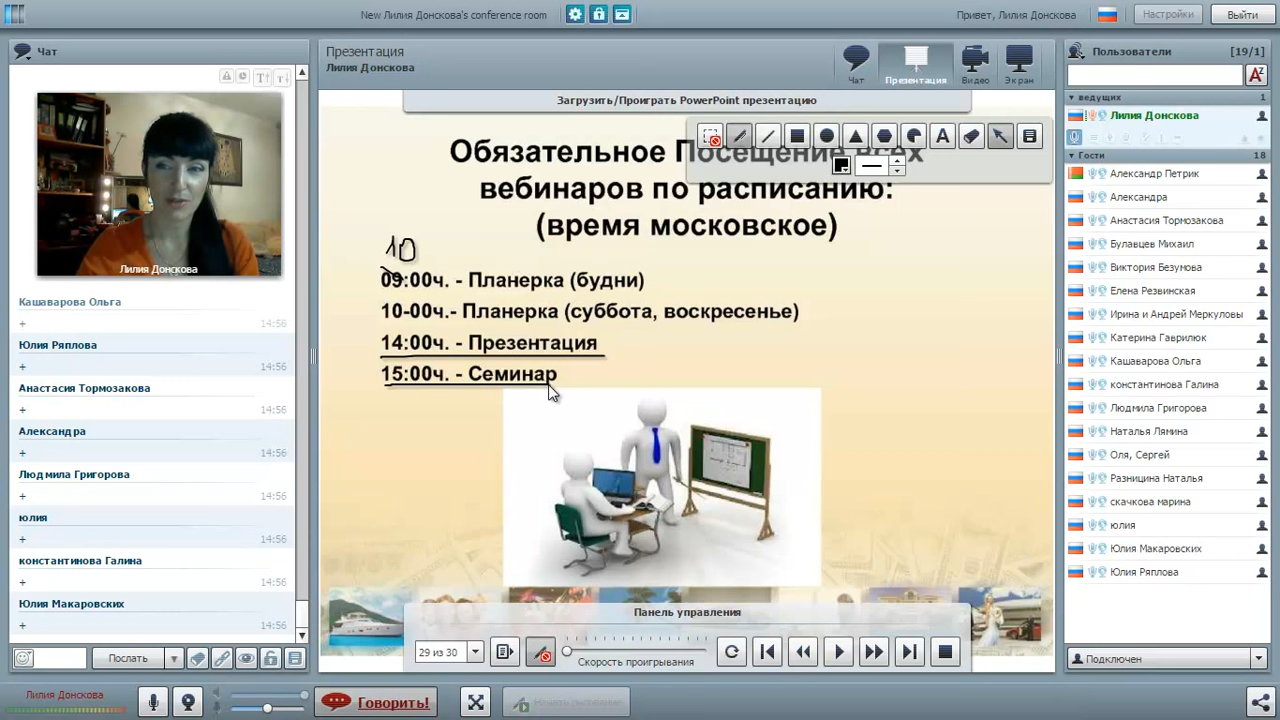 New Лилия Донскова's conference room
Привет, Лилия Донскова
Настройки
Выйти
Чат
T↑ T↓
Лилия Донскова
Кашаварова Ольга
+ 14:56
Юлия Ряплова
+ 14:56
Анастасия Тормозакова
+ 14:56
Александра
+ 14:56
Людмила Григорова
+ 14:56
юлия
+ 14:56
константинова Галина
+ 14:56
Юлия Макаровских
+ 14:56
Послать
Презентация
Лилия Донскова
Чат
Презентация
Видео
Экран
Загрузить/Проиграть PowerPoint презентацию
A
Обязательное Посещение всех
вебинаров по расписанию:
(время московское)
10
09:00ч. - Планерка (будни)
10-00ч.- Планерка (суббота, воскресенье)
14:00ч. - Презентация
15:00ч. - Семинар
Панель управления
29 из 30
Скорость проигрывания
Пользователи [19/1]
AZ
ведущих 1
Лилия Донскова
Гости 18
Александр Петрик
Александра
Анастасия Тормозакова
Булавцев Михаил
Виктория Безумова
Елена Резвинская
Ирина и Андрей Меркуловы
Катерина Гаврилюк
Кашаварова Ольга
константинова Галина
Людмила Григорова
Наталья Лямина
Оля, Сергей
Разницина Наталья
скачкова марина
юлия
Юлия Макаровских
Юлия Ряплова
Подключен
Лилия Донскова
Говорить!